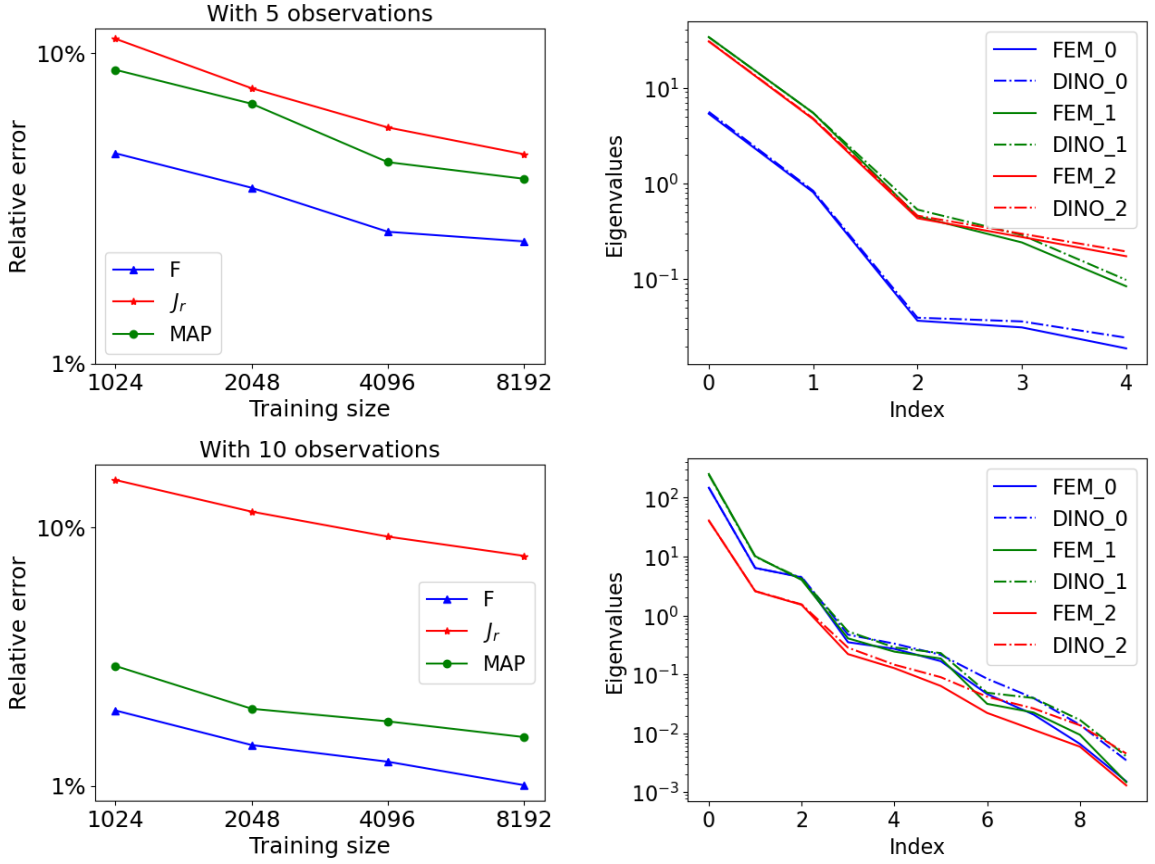 With 5 observations
Relative error
10%
1%
1024 2048 4096 8192
Training size
F
J_r
MAP
Eigenvalues
10^1
10^0
10^-1
0 1 2 3 4
Index
FEM_0
DINO_0
FEM_1
DINO_1
FEM_2
DINO_2
With 10 observations
Relative error
10%
1%
1024 2048 4096 8192
Training size
F
J_r
MAP
Eigenvalues
10^2
10^1
10^0
10^-1
10^-2
10^-3
0 2 4 6 8
Index
FEM_0
DINO_0
FEM_1
DINO_1
FEM_2
DINO_2